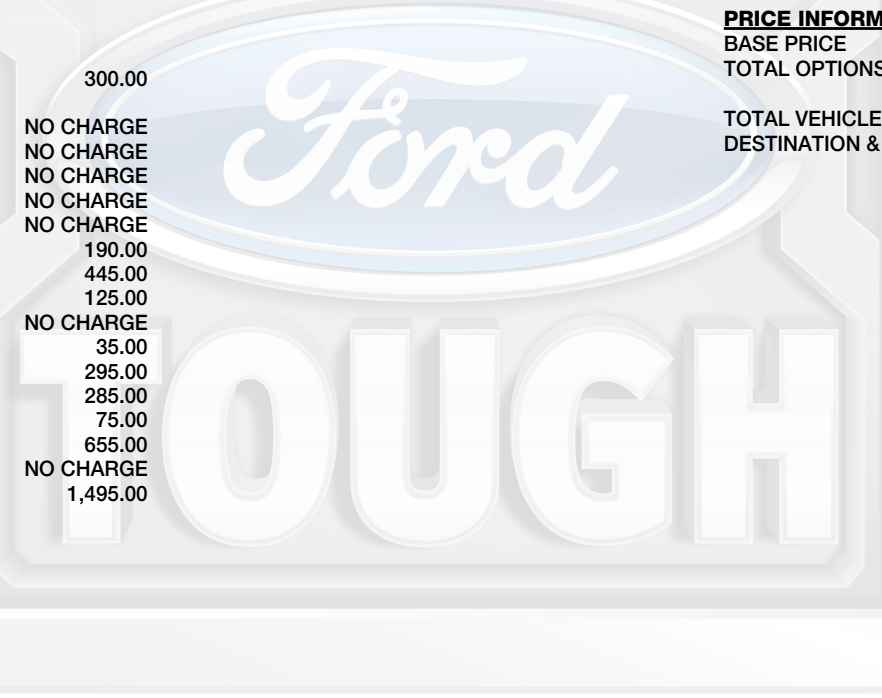 300.00
NO CHARGE
NO CHARGE
NO CHARGE
NO CHARGE
NO CHARGE
190.00
445.00
125.00
NO CHARGE
35.00
295.00
285.00
75.00
655.00
NO CHARGE
1,495.00
PRICE INFORM
BASE PRICE
TOTAL OPTIONS
TOTAL VEHICLE
DESTINATION &
Ford
TOUGH